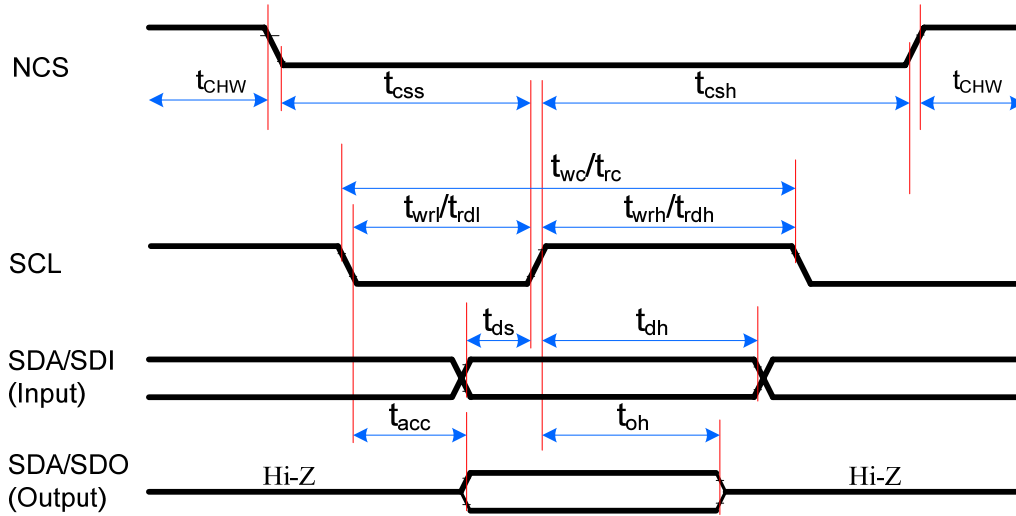 NCS
tCHW
tcss
tcsh
tCHW
twc/trc
twrl/trdl
twrh/trdh
SCL
tds
tdh
SDA/SDI
(Input)
tacc
toh
SDA/SDO
(Output)
Hi-Z
Hi-Z